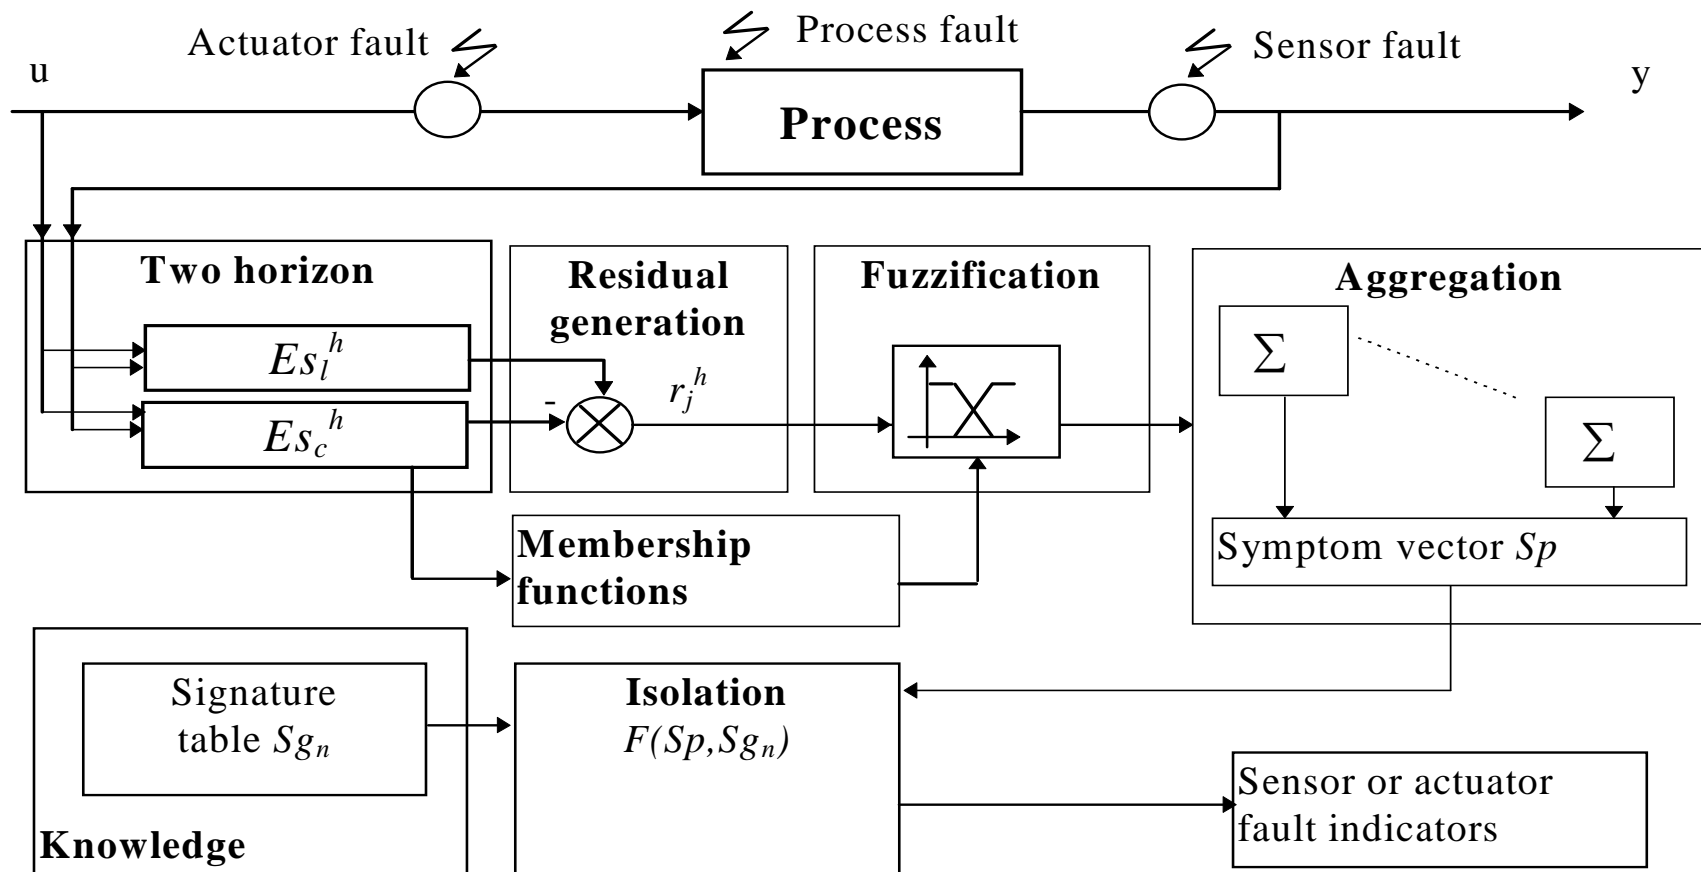 Actuator fault
Process fault
Sensor fault
u
y
Process
Two horizon
Es_l^h
Es_c^h
Residual
generation
-
r_j^h
Fuzzification
Aggregation
Σ
Σ
Symptom vector Sp
Membership
functions
Signature
table Sg_n
Knowledge
Isolation
F(Sp,Sg_n)
Sensor or actuator
fault indicators